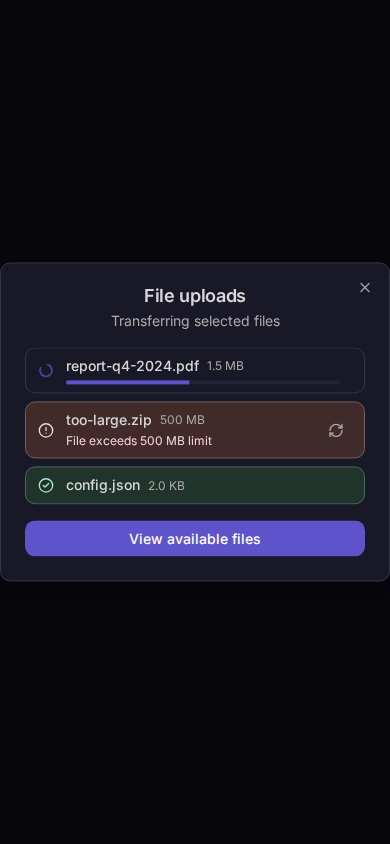 File uploads
Transferring selected files
report-q4-2024.pdf 1.5 MB
too-large.zip 500 MB
File exceeds 500 MB limit
config.json 2.0 KB
View available files